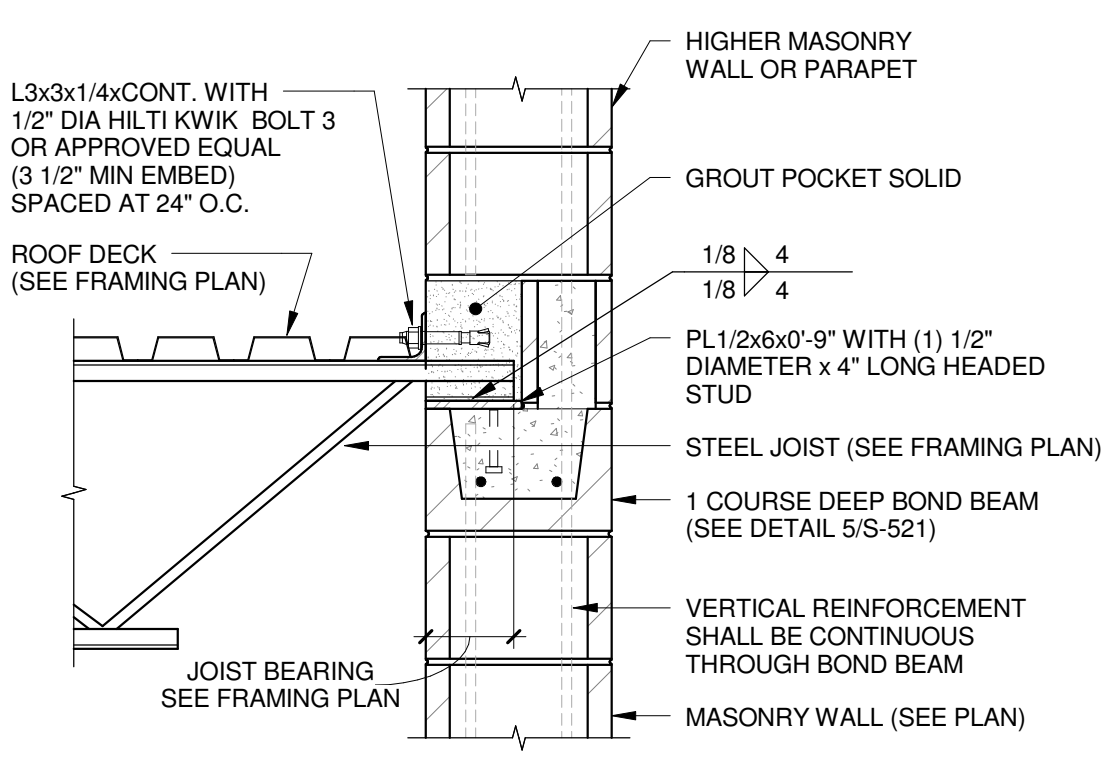 HIGHER MASONRY
WALL OR PARAPET
L3x3x1/4xCONT. WITH
1/2" DIA HILTI KWIK BOLT 3
OR APPROVED EQUAL
(3 1/2" MIN EMBED)
SPACED AT 24" O.C.
GROUT POCKET SOLID
ROOF DECK
(SEE FRAMING PLAN)
1/8 4
1/8 4
PL1/2x6x0'-9" WITH (1) 1/2"
DIAMETER x 4" LONG HEADED
STUD
STEEL JOIST (SEE FRAMING PLAN)
1 COURSE DEEP BOND BEAM
(SEE DETAIL 5/S-521)
VERTICAL REINFORCEMENT
SHALL BE CONTINUOUS
THROUGH BOND BEAM
JOIST BEARING
SEE FRAMING PLAN
MASONRY WALL (SEE PLAN)